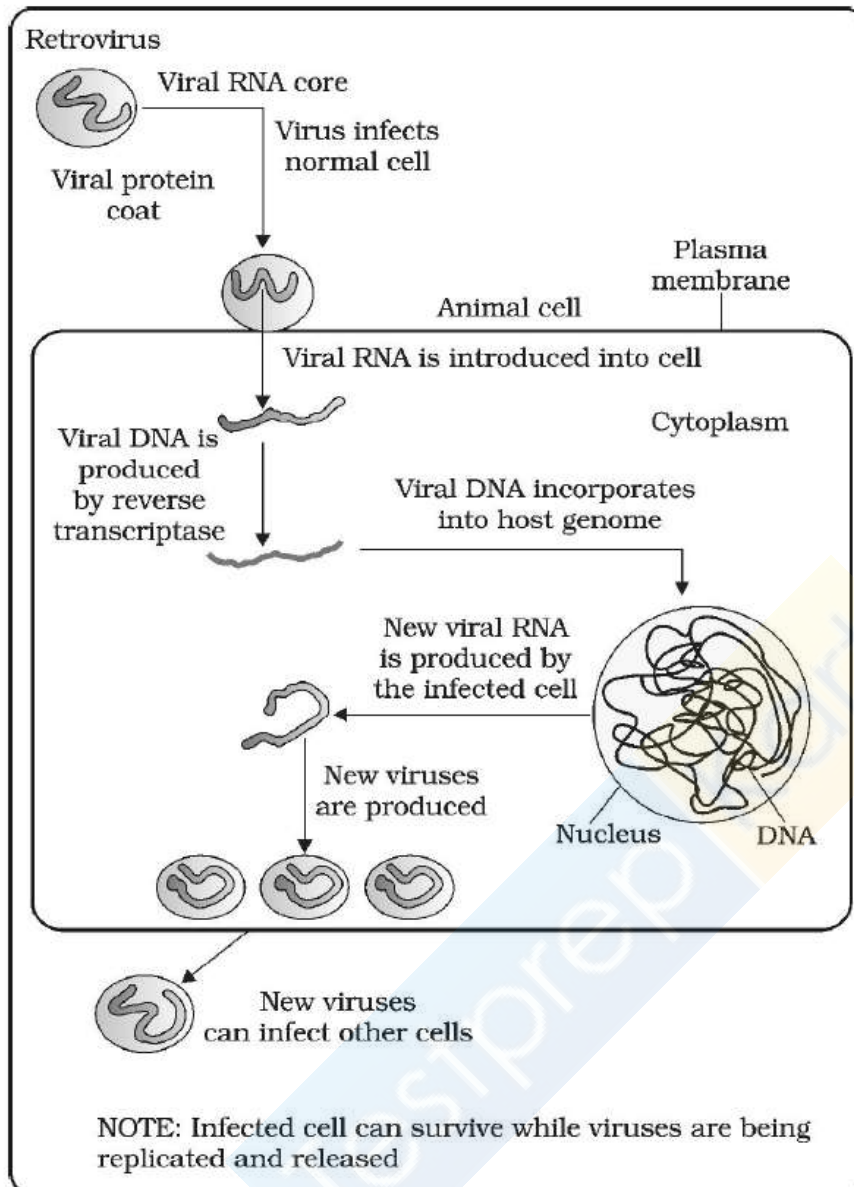 Retrovirus
Viral RNA core
Virus infects
normal cell
Viral protein
coat
Plasma
membrane
Animal cell
Viral RNA is introduced into cell
Cytoplasm
Viral DNA is
produced
by reverse
transcriptase
Viral DNA incorporates
into host genome
New viral RNA
is produced by
the infected cell
New viruses
are produced
Nucleus
DNA
New viruses
can infect other cells
NOTE: Infected cell can survive while viruses are being
replicated and released
Testprep Kart